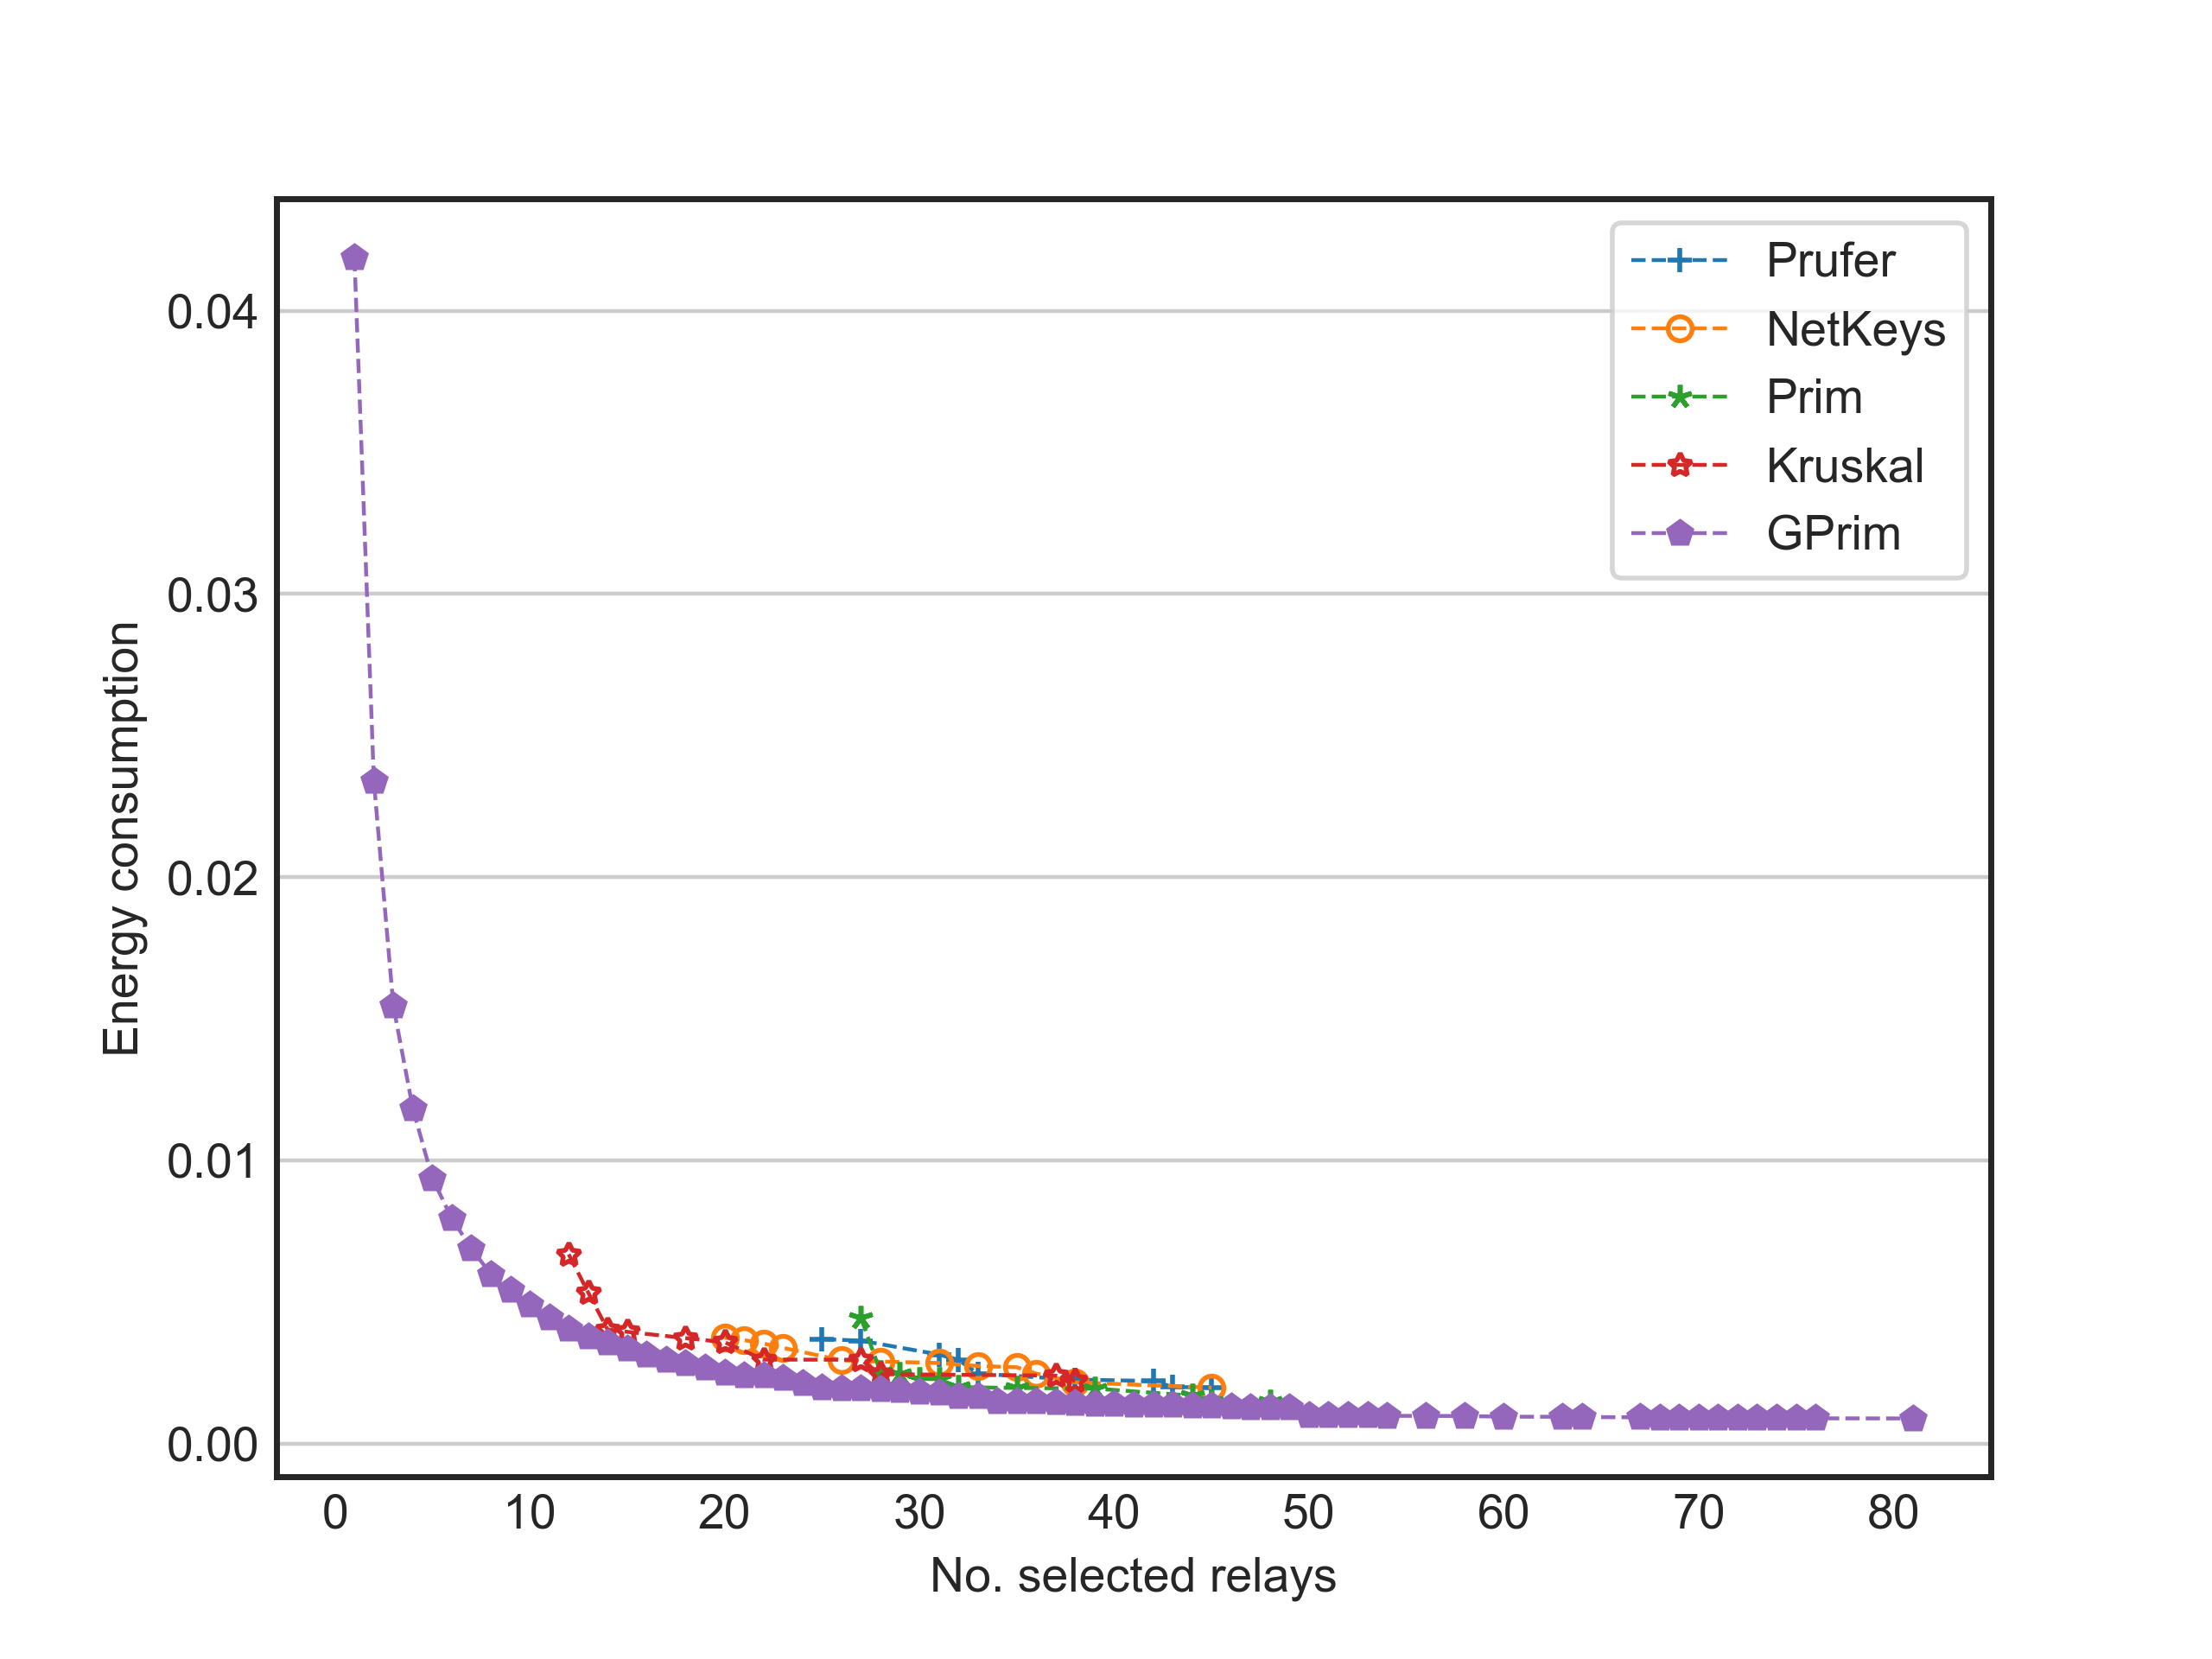 Prufer
NetKeys
Prim
Kruskal
GPrim
0.04
0.03
0.02
0.01
0.00
Energy consumption
0 10 20 30 40 50 60 70 80
No. selected relays